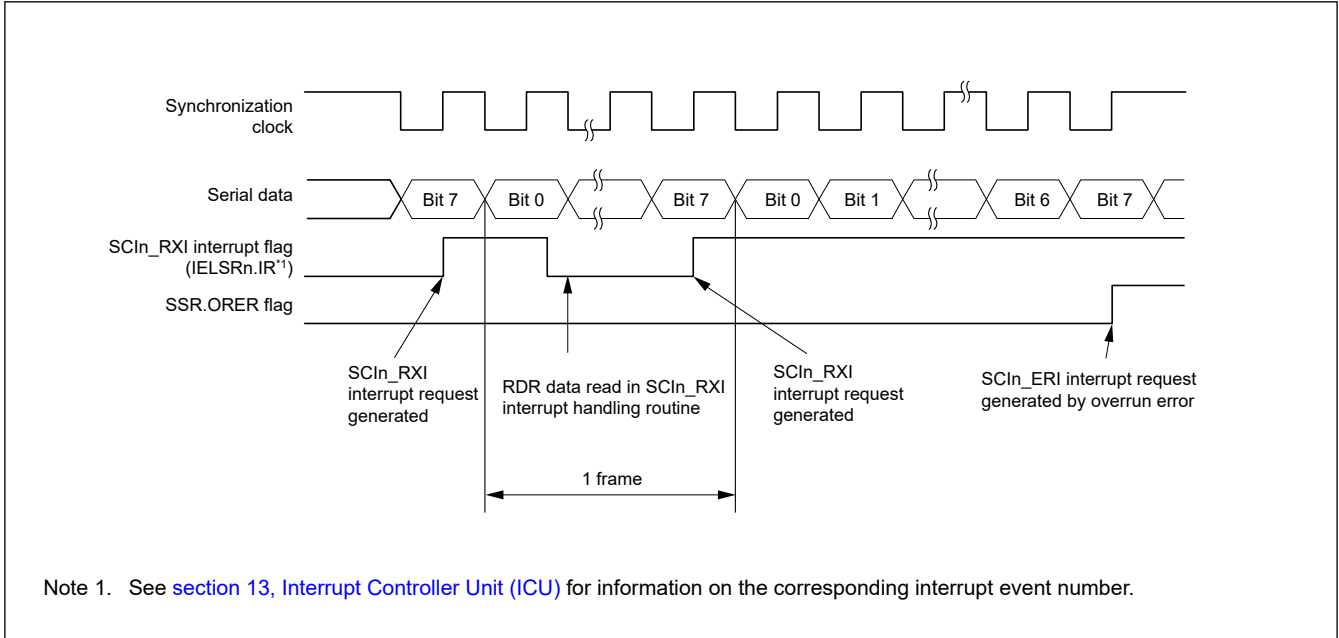 Synchronization
clock
Serial data
Bit 7
Bit 0
Bit 7
Bit 0
Bit 1
Bit 6
Bit 7
SCIn_RXI interrupt flag
(IELSRn.IR*1)
SSR.ORER flag
SCIn_RXI
interrupt request
generated
RDR data read in SCIn_RXI
interrupt handling routine
SCIn_RXI
interrupt request
generated
SCIn_ERI interrupt request
generated by overrun error
1 frame
Note 1. See section 13, Interrupt Controller Unit (ICU) for information on the corresponding interrupt event number.